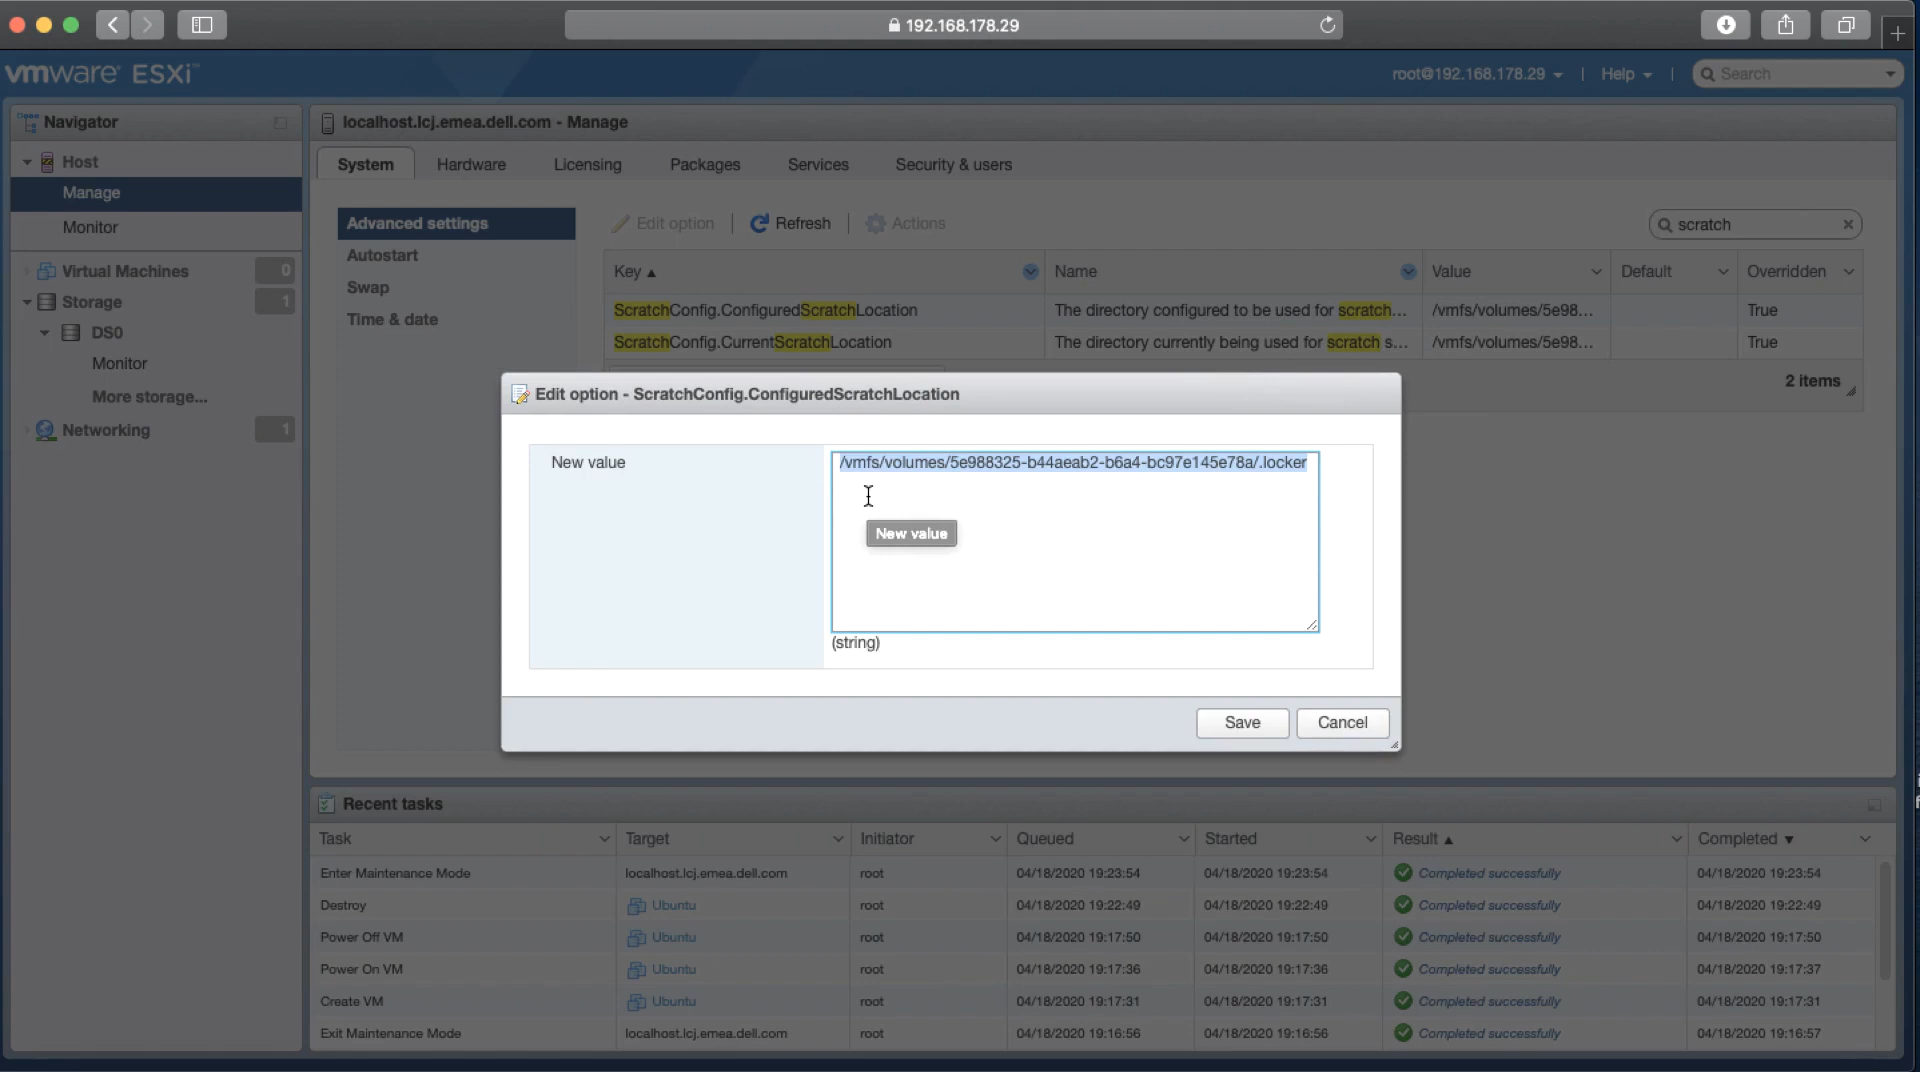 192.168.178.29
vmware ESXi™
root@192.168.178.29 | Help | Search
Navigator
localhost.lcj.emea.dell.com - Manage
Host
Manage
Monitor
Virtual Machines 0
Storage 1
DS0
Monitor
More storage...
Networking 1
System Hardware Licensing Packages Services Security & users
Advanced settings
Autostart
Swap
Time & date
Edit option | Refresh | Actions
scratch
Key Name Value Default Overridden
ScratchConfig.ConfiguredScratchLocation The directory configured to be used for scratch... /vmfs/volumes/5e98... True
ScratchConfig.CurrentScratchLocation The directory currently being used for scratch s... /vmfs/volumes/5e98... True
2 items
Edit option - ScratchConfig.ConfiguredScratchLocation
New value
/vmfs/volumes/5e988325-b44aeab2-b6a4-bc97e145e78a/.locker
New value
(string)
Save Cancel
Recent tasks
Task Target Initiator Queued Started Result Completed
Enter Maintenance Mode localhost.lcj.emea.dell.com root 04/18/2020 19:23:54 04/18/2020 19:23:54 Completed successfully 04/18/2020 19:23:54
Destroy Ubuntu root 04/18/2020 19:22:49 04/18/2020 19:22:49 Completed successfully 04/18/2020 19:22:49
Power Off VM Ubuntu root 04/18/2020 19:17:50 04/18/2020 19:17:50 Completed successfully 04/18/2020 19:17:50
Power On VM Ubuntu root 04/18/2020 19:17:36 04/18/2020 19:17:36 Completed successfully 04/18/2020 19:17:37
Create VM Ubuntu root 04/18/2020 19:17:31 04/18/2020 19:17:31 Completed successfully 04/18/2020 19:17:31
Exit Maintenance Mode localhost.lcj.emea.dell.com root 04/18/2020 19:16:56 04/18/2020 19:16:56 Completed successfully 04/18/2020 19:16:57